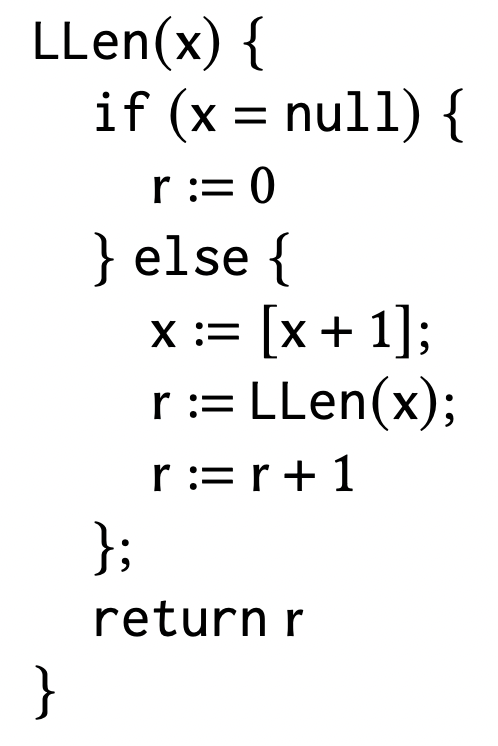 LLen(x) {
if (x = null) {
r := 0
} else {
x := [x + 1];
r := LLen(x);
r := r + 1
};
return r
}